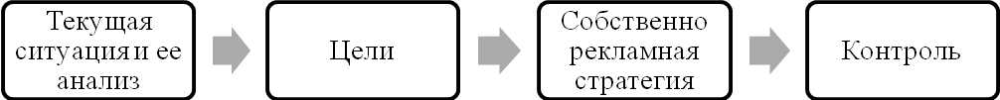 Текущая
ситуация и ее
анализ
Цели
Собственно
рекламная
стратегия
Контроль